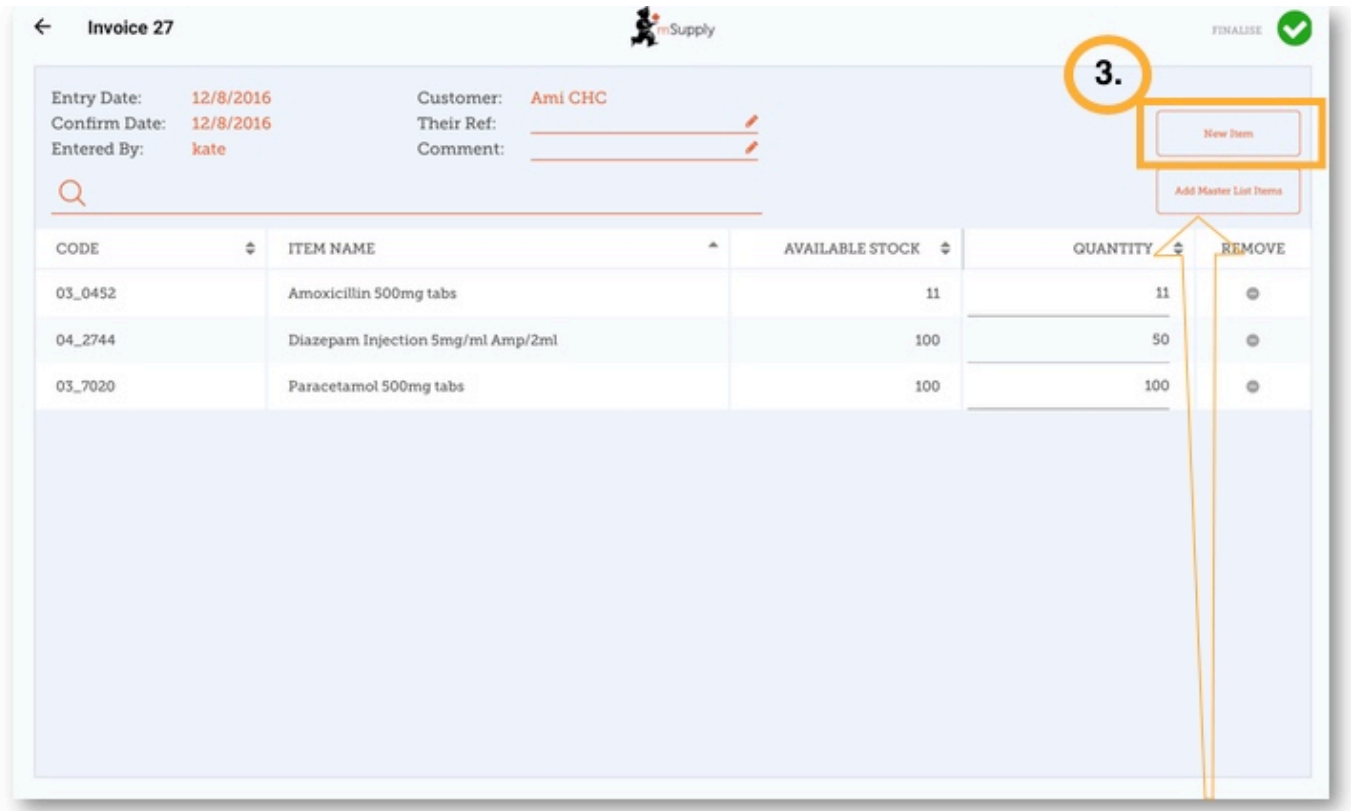 Invoice 27
mSupply
FINALISE
3.
Entry Date: 12/8/2016
Customer: Ami CHC
Confirm Date: 12/8/2016
Their Ref:
Entered By: kate
Comment:
New Item
Add Master List Items
CODE ITEM NAME AVAILABLE STOCK QUANTITY REMOVE
03_0452 Amoxicillin 500mg tabs 11 11
04_2744 Diazepam Injection 5mg/ml Amp/2ml 100 50
03_7020 Paracetamol 500mg tabs 100 100